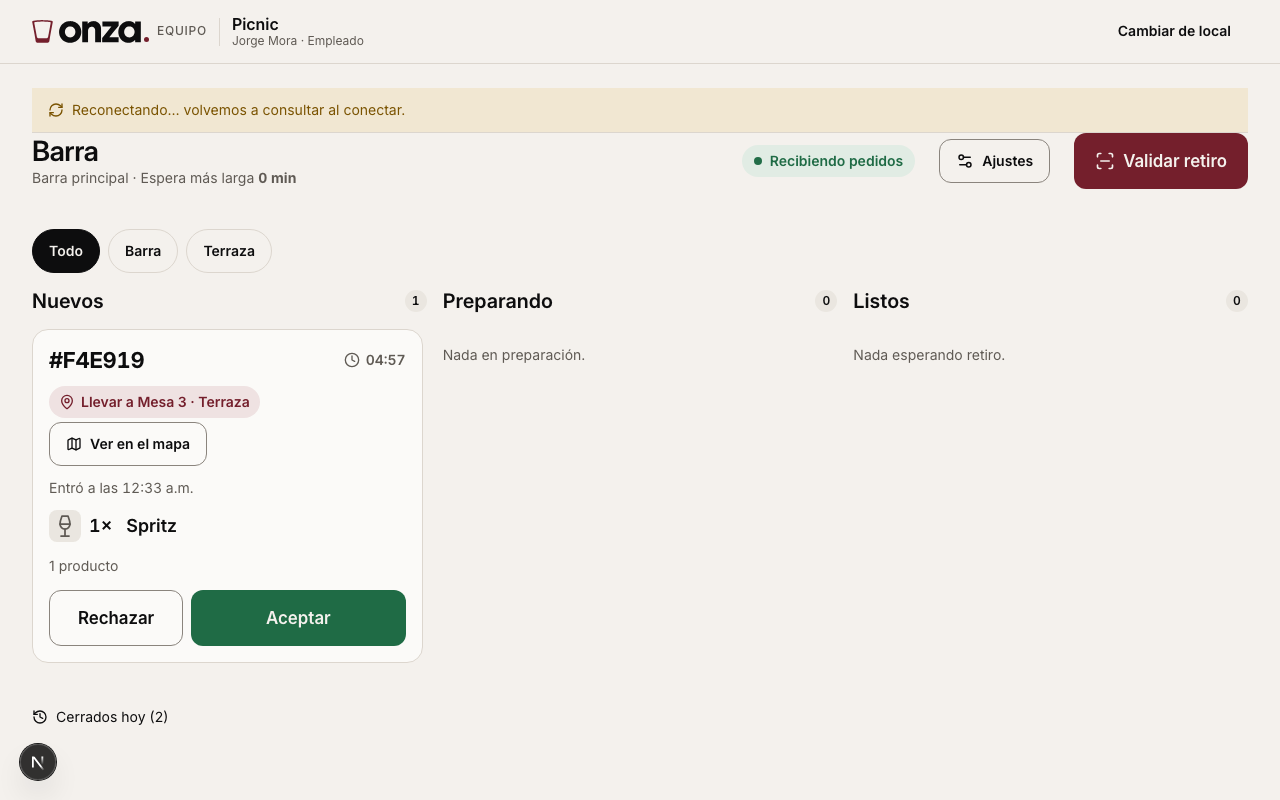 onza. EQUIPO
Picnic
Jorge Mora · Empleado
Cambiar de local
Reconectando... volvemos a consultar al conectar.
Barra
Barra principal · Espera más larga 0 min
Recibiendo pedidos
Ajustes
Validar retiro
Todo
Barra
Terraza
Nuevos 1
Preparando 0
Listos 0
#F4E919 04:57
Llevar a Mesa 3 · Terraza
Ver en el mapa
Entró a las 12:33 a.m.
1× Spritz
1 producto
Rechazar
Aceptar
Nada en preparación.
Nada esperando retiro.
Cerrados hoy (2)
N